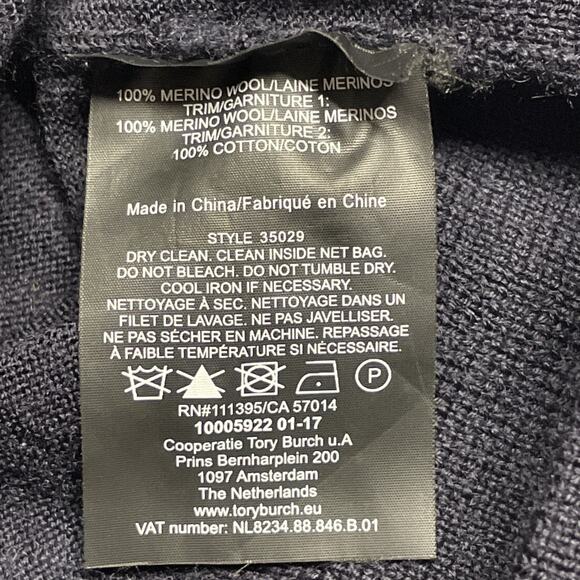 100% MERINO WOOL/LAINE MERINOS
TRIM/GARNITURE 1:
100% MERINO WOOL/LAINE MERINOS
TRIM/GARNITURE 2:
100% COTTON/COTON
Made in China/Fabriqué en Chine
STYLE 35029
DRY CLEAN. CLEAN INSIDE NET BAG.
DO NOT BLEACH. DO NOT TUMBLE DRY.
COOL IRON IF NECESSARY.
NETTOYAGE À SEC. NETTOYAGE DANS UN
FILET DE LAVAGE. NE PAS JAVELLISER.
NE PAS SÉCHER EN MACHINE. REPASSAGE
À FAIBLE TEMPÉRATURE SI NÉCESSAIRE.
P
RN#111395/CA 57014
10005922 01-17
Cooperatie Tory Burch u.A
Prins Bernharplein 200
1097 Amsterdam
The Netherlands
www.toryburch.eu
VAT number: NL8234.88.846.B.01